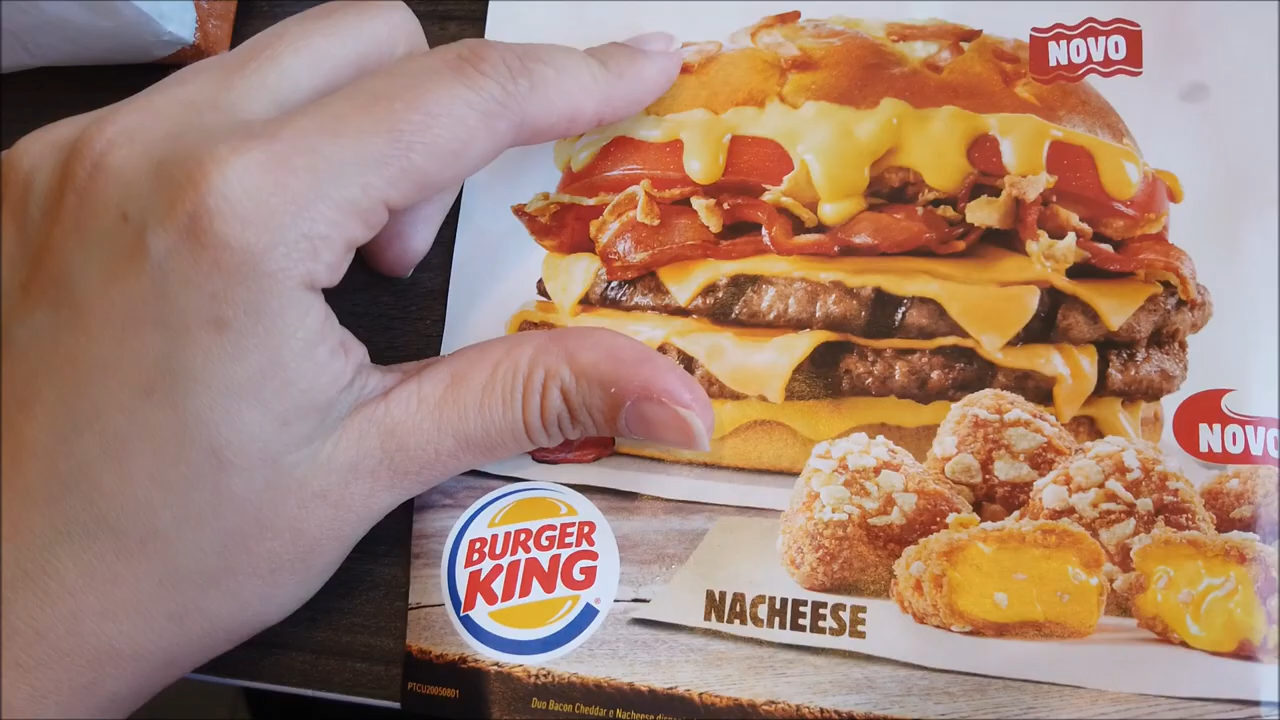 NOVO
NOVO
BURGER
KING
NACHEESE
PTCU20050801
Duo Bacon Cheddar e Nacheese